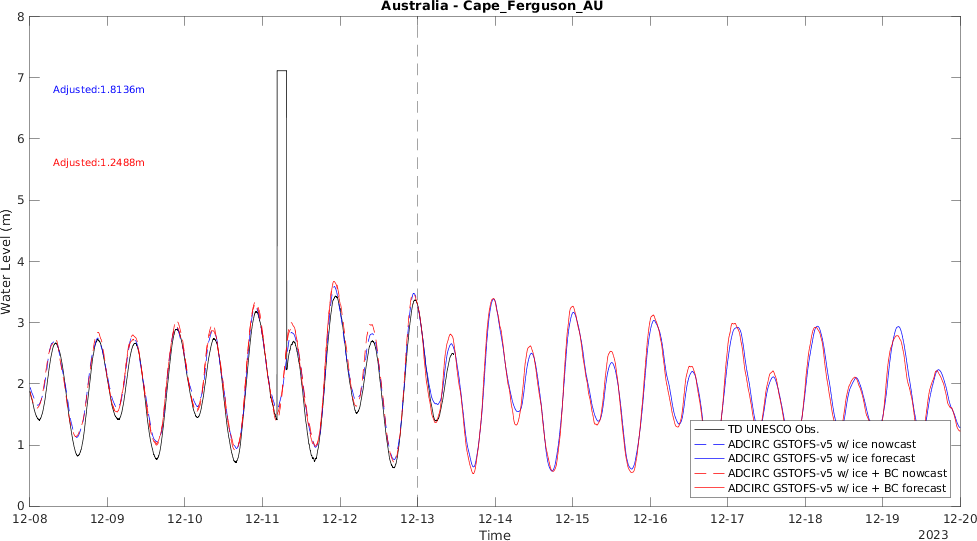 Australia - Cape_Ferguson_AU
8
7
6
5
4
3
2
1
0
Water Level (m)
Adjusted:1.8136m
Adjusted:1.2488m
TD UNESCO Obs.
ADCIRC GSTOFS-v5 w/ ice nowcast
ADCIRC GSTOFS-v5 w/ ice forecast
ADCIRC GSTOFS-v5 w/ ice + BC nowcast
ADCIRC GSTOFS-v5 w/ ice + BC forecast
12-08 12-09 12-10 12-11 12-12 12-13 12-14 12-15 12-16 12-17 12-18 12-19 12-20
Time
2023